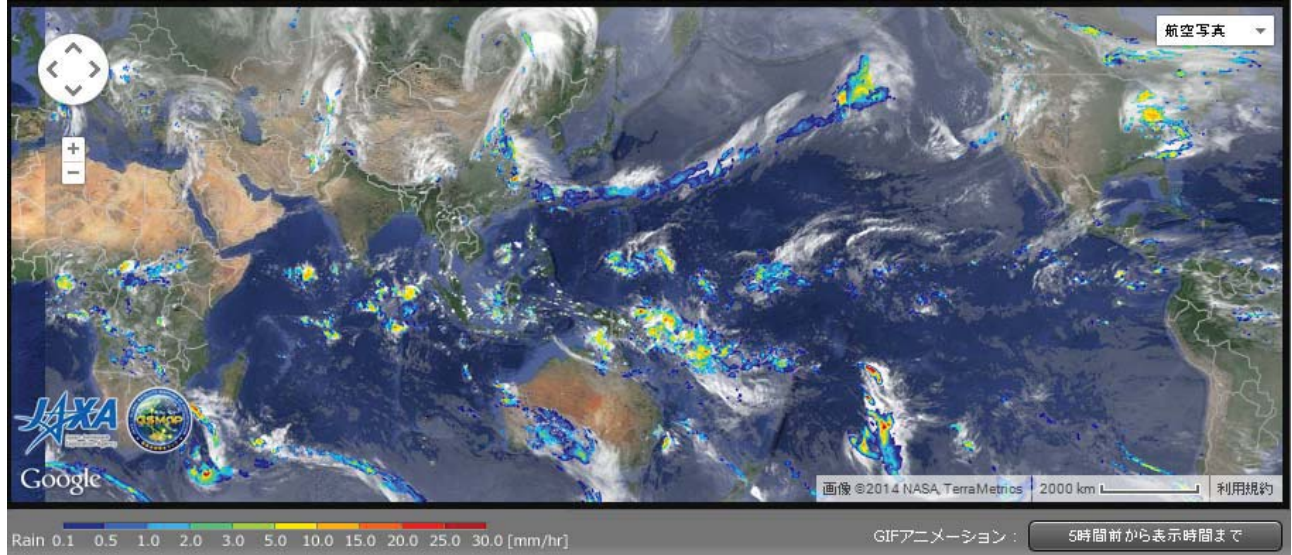 航空写真
+
−
JAXA
GSMaP
Google
画像 ©2014 NASA, TerraMetrics
2000 km
利用規約
Rain 0.1 0.5 1.0 2.0 3.0 5.0 10.0 15.0 20.0 25.0 30.0 [mm/hr]
GIFアニメーション :
5時間前から表示時間まで